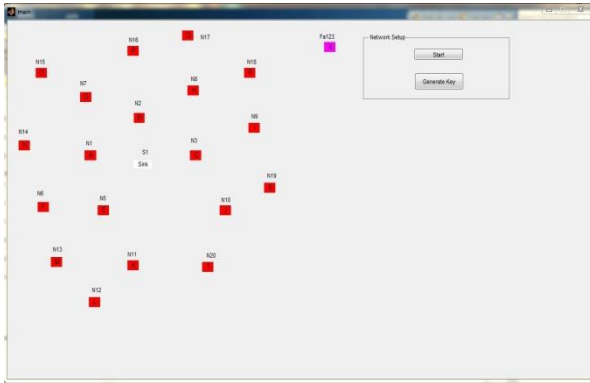 main
N16
N17
Fa123
Network Setup
Start
N15
N18
N7
N8
Generate Key
N2
N9
N14
N1
S1
N3
Sink
N19
N6
N5
N10
N13
N11
N20
N12